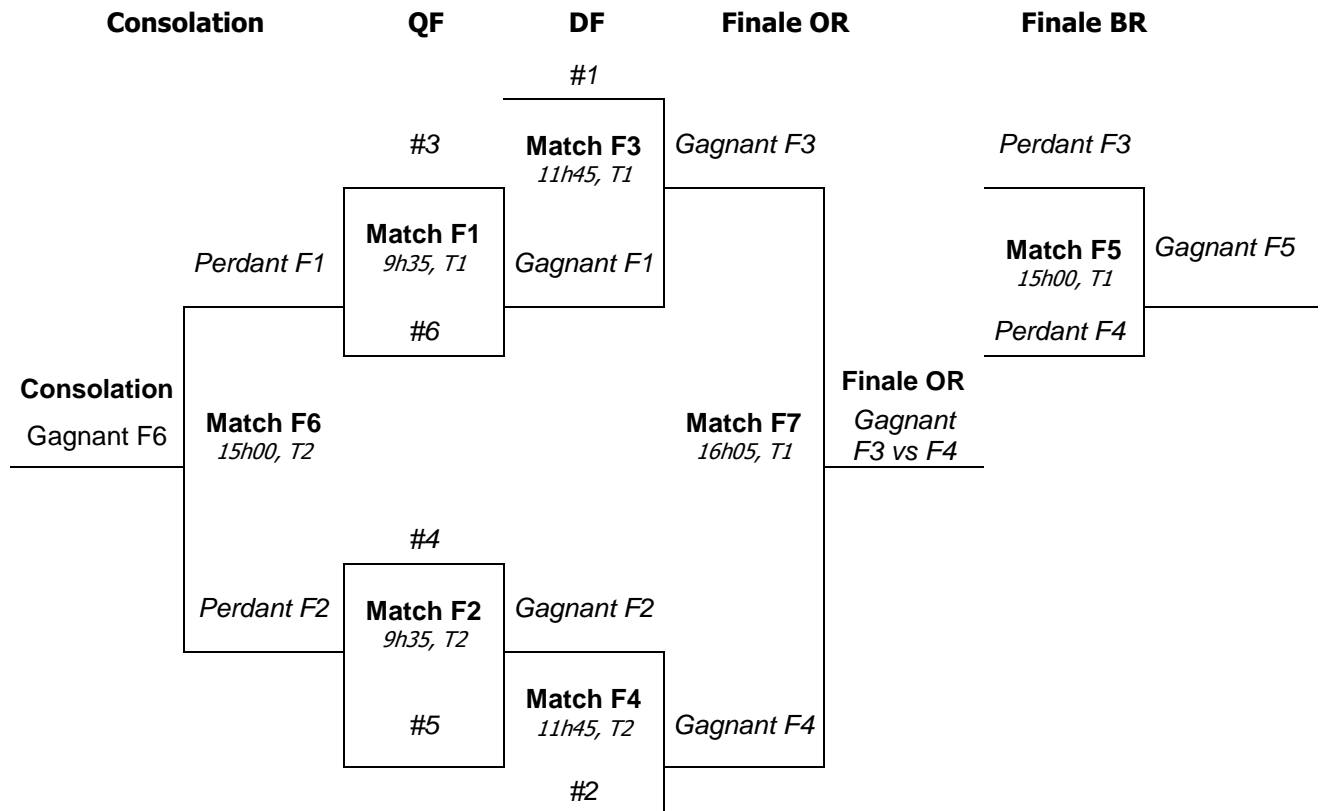 Consolation QF DF Finale OR Finale BR
#1
#3
Match F3
11h45, T1
Gagnant F3
Perdant F3
Perdant F1
Match F1
9h35, T1
Gagnant F1
Match F5
15h00, T1
Gagnant F5
#6
Perdant F4
Consolation
Gagnant F6
Match F6
15h00, T2
Match F7
16h05, T1
Finale OR
Gagnant
F3 vs F4
#4
Perdant F2
Match F2
9h35, T2
Gagnant F2
#5
Match F4
11h45, T2
Gagnant F4
#2